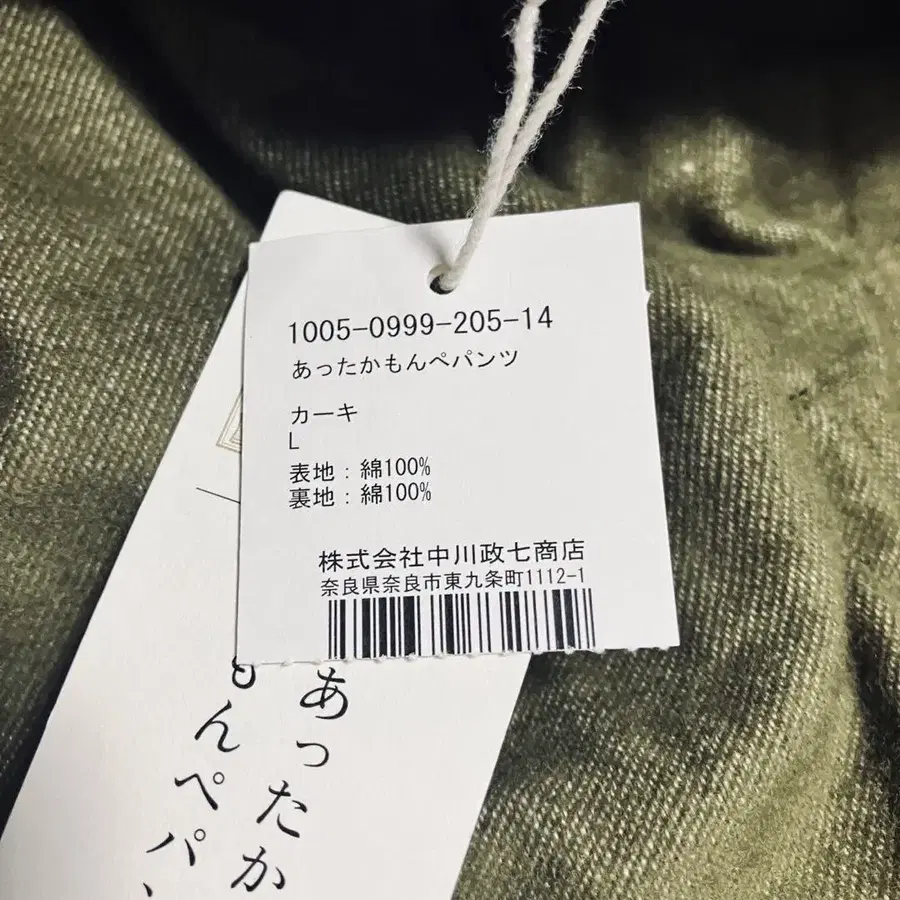 1005-0999-205-14
あったかもんぺパンツ
カーキ
L
表地：綿100%
裏地：綿100%
株式会社中川政七商店
奈良県奈良市東九条町1112-1
あったか
もんぺパン